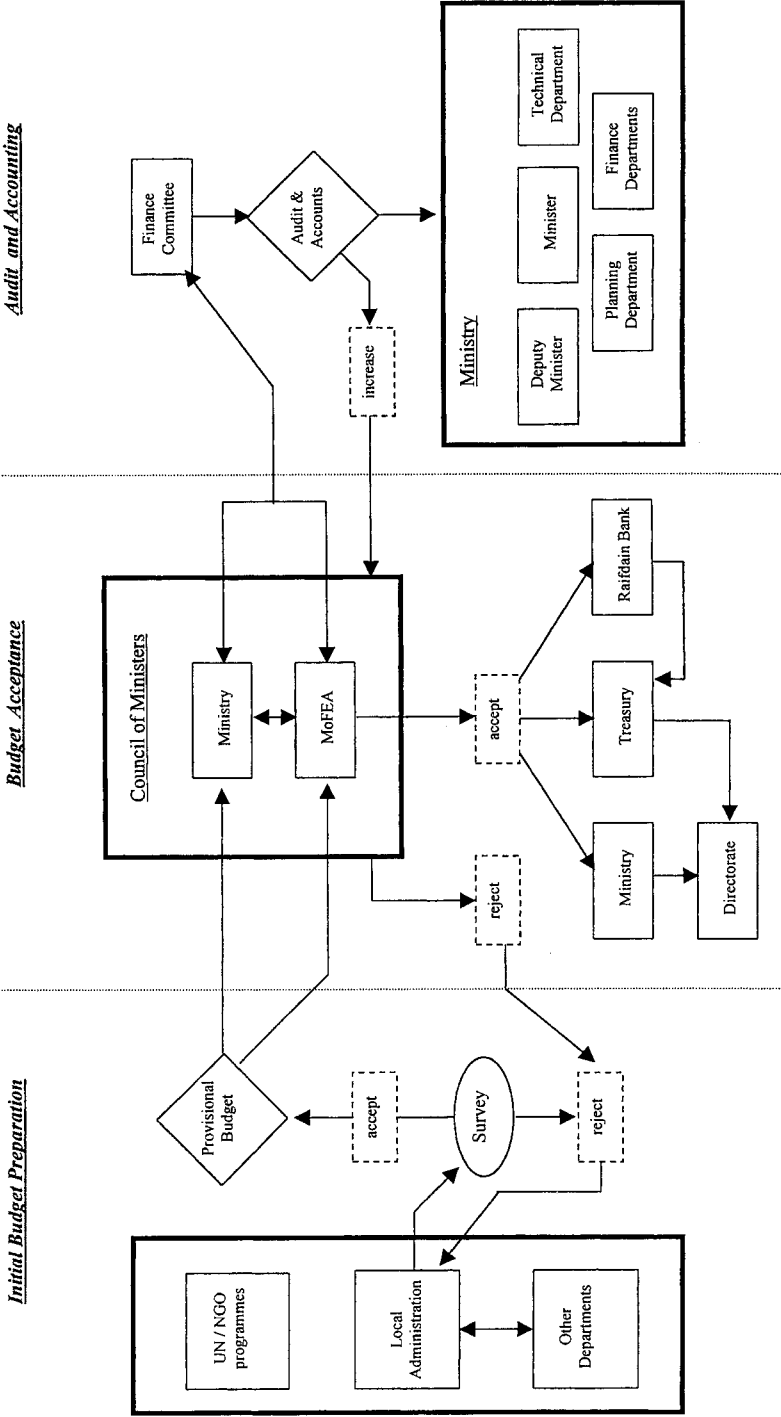 Initial Budget Preparation
UN / NGO
programmes
Local
Administration
Other
Departments
Provisional
Budget
accept
Survey
reject
Budget Acceptance
Council of Ministers
Ministry
MoFEA
reject
accept
Ministry
Treasury
Raifdain Bank
Directorate
Audit and Accounting
Finance
Committee
Audit &
Accounts
increase
Ministry
Deputy
Minister
Minister
Technical
Department
Planning
Department
Finance
Departments